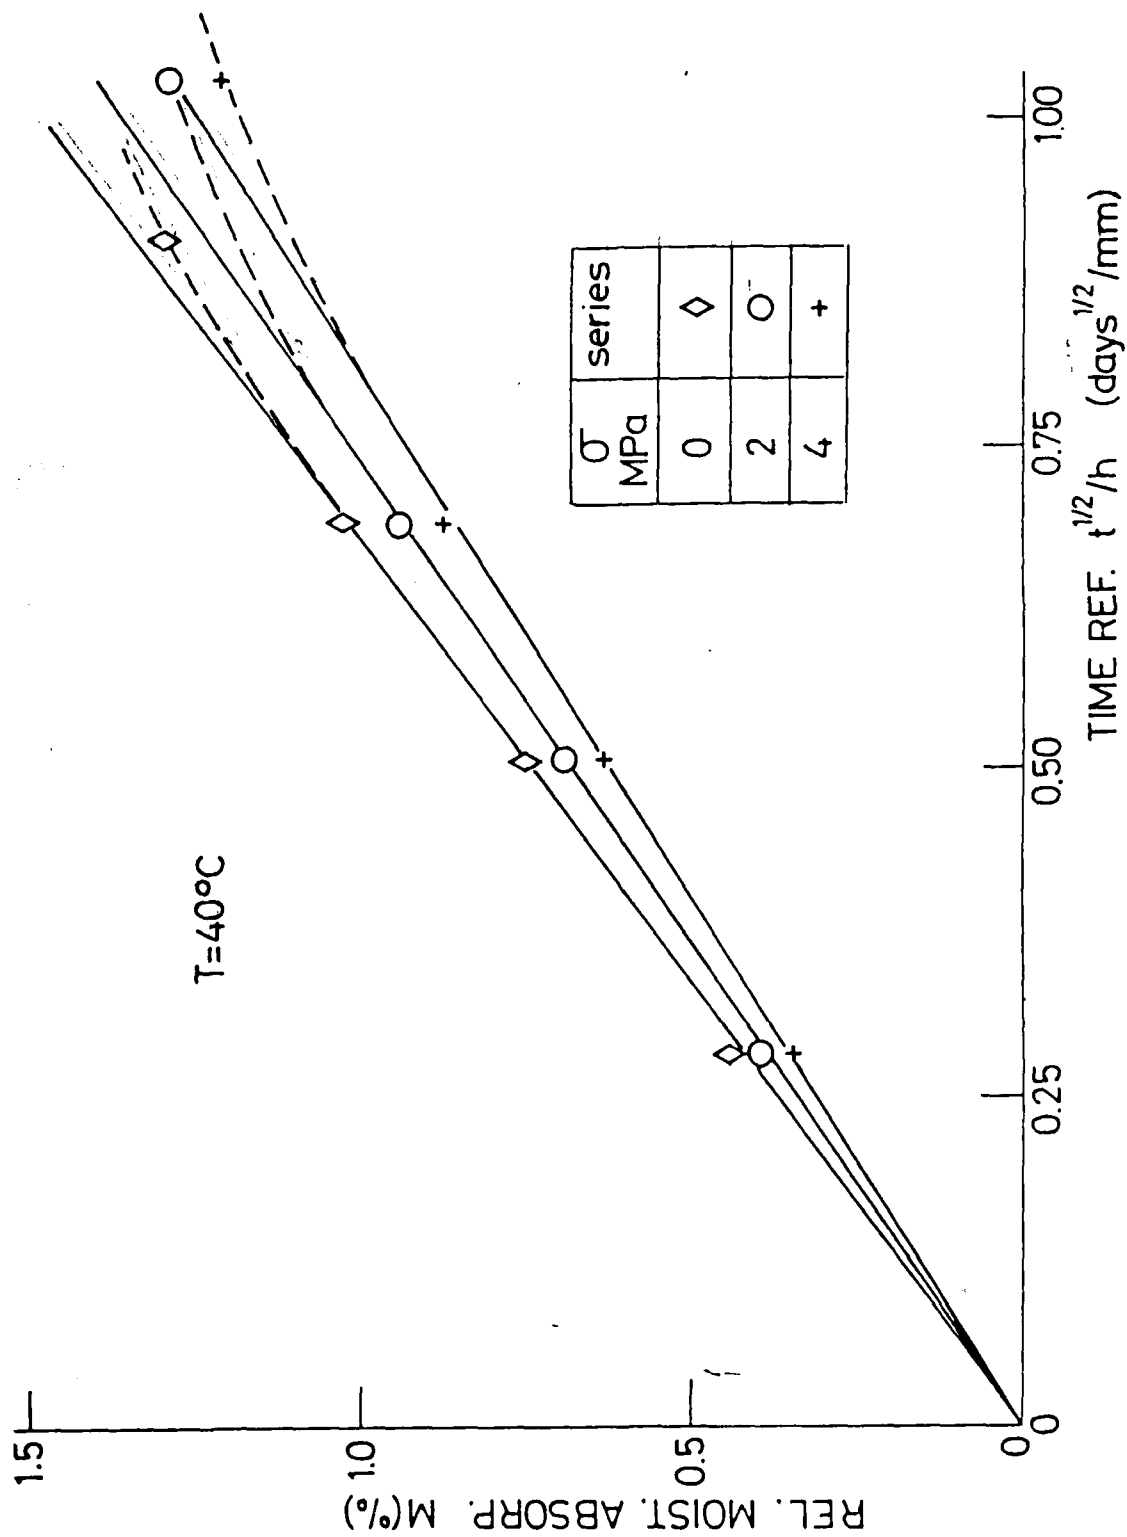 T=40°C
σ MPa series
0 ◇
2 O
4 +
REL. MOIST. ABSORP. M(%)
1.5
1.0
0.5
0
0
0.25
0.50
0.75
1.00
TIME REF. t^1/2/h (days^1/2/mm)